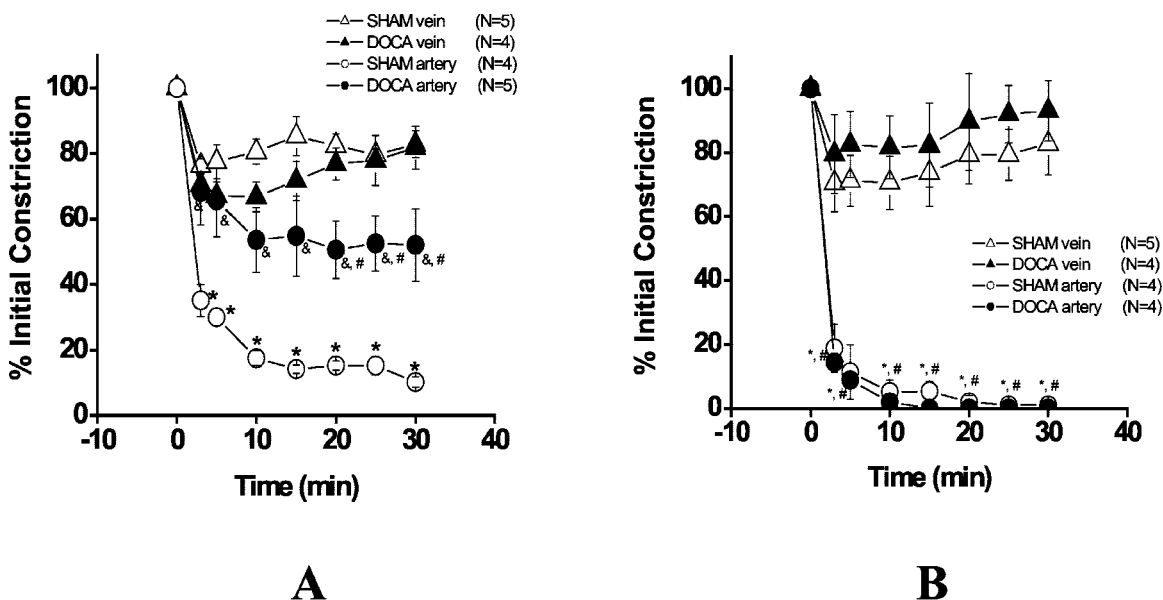 SHAM vein (N=5)
DOCA vein (N=4)
SHAM artery (N=4)
DOCA artery (N=5)
% Initial Constriction
100
80
60
40
20
0
& & & & &, # &, # &, #
* * * * * * *
-10 0 10 20 30 40
Time (min)
A
% Initial Constriction
100
80
60
40
20
0
SHAM vein (N=5)
DOCA vein (N=4)
SHAM artery (N=4)
DOCA artery (N=4)
*, # *, # *, # *, # *, # *, # *, #
-10 0 10 20 30 40
Time (min)
B